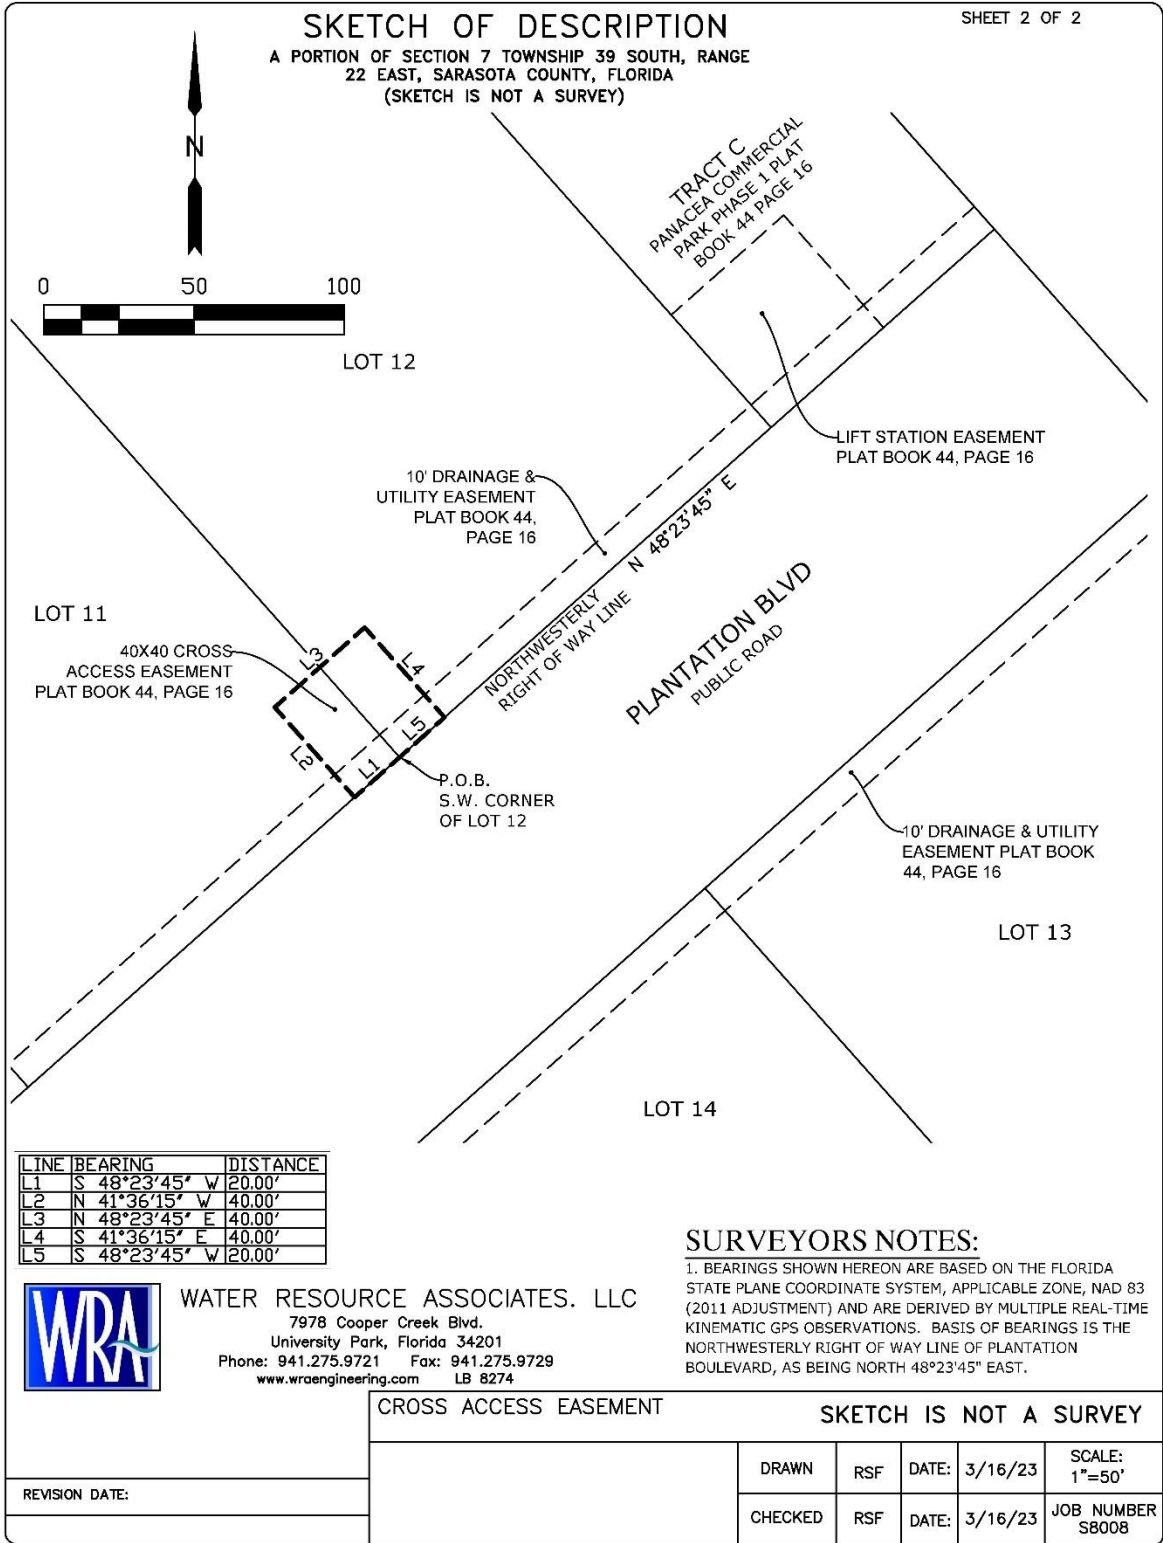 SKETCH OF DESCRIPTION
A PORTION OF SECTION 7 TOWNSHIP 39 SOUTH, RANGE
22 EAST, SARASOTA COUNTY, FLORIDA
(SKETCH IS NOT A SURVEY)
SHEET 2 OF 2
N
0 50 100
TRACT C
PANACEA COMMERCIAL
PARK PHASE 1 PLAT
BOOK 44 PAGE 16
LOT 12
LIFT STATION EASEMENT
PLAT BOOK 44, PAGE 16
10' DRAINAGE &
UTILITY EASEMENT
PLAT BOOK 44,
PAGE 16
N 48°23'45" E
NORTHWESTERLY
RIGHT OF WAY LINE
PLANTATION BLVD
PUBLIC ROAD
LOT 11
40X40 CROSS
ACCESS EASEMENT
PLAT BOOK 44, PAGE 16
L3
L4
L2
L1
L5
P.O.B.
S.W. CORNER
OF LOT 12
10' DRAINAGE & UTILITY
EASEMENT PLAT BOOK
44, PAGE 16
LOT 13
LOT 14
LINE BEARING DISTANCE
L1 S 48°23'45" W 20.00'
L2 N 41°36'15" W 40.00'
L3 N 48°23'45" E 40.00'
L4 S 41°36'15" E 40.00'
L5 S 48°23'45" W 20.00'
SURVEYORS NOTES:
1. BEARINGS SHOWN HEREON ARE BASED ON THE FLORIDA
STATE PLANE COORDINATE SYSTEM, APPLICABLE ZONE, NAD 83
(2011 ADJUSTMENT) AND ARE DERIVED BY MULTIPLE REAL-TIME
KINEMATIC GPS OBSERVATIONS. BASIS OF BEARINGS IS THE
NORTHWESTERLY RIGHT OF WAY LINE OF PLANTATION
BOULEVARD, AS BEING NORTH 48°23'45" EAST.
WRA
WATER RESOURCE ASSOCIATES. LLC
7978 Cooper Creek Blvd.
University Park, Florida 34201
Phone: 941.275.9721 Fax: 941.275.9729
www.wraengineering.com LB 8274
CROSS ACCESS EASEMENT
SKETCH IS NOT A SURVEY
DRAWN RSF DATE: 3/16/23 SCALE:
1"=50'
CHECKED RSF DATE: 3/16/23 JOB NUMBER
S8008
REVISION DATE: